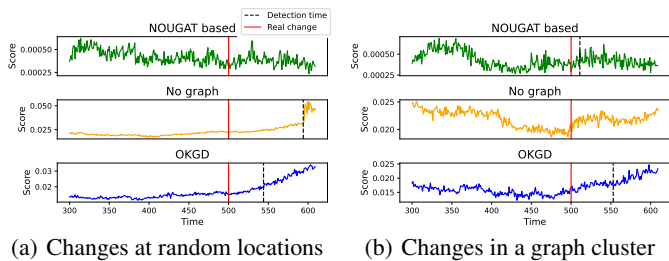 NOUGAT based
Detection time
Real change
Score
0.00050
0.00025
No graph
Score
0.050
0.025
OKGD
Score
0.03
0.02
300 350 400 450 500 550 600
Time
(a) Changes at random locations
NOUGAT based
Score
0.00050
0.00025
No graph
Score
0.025
0.020
OKGD
Score
0.025
0.020
0.015
300 350 400 450 500 550 600
Time
(b) Changes in a graph cluster